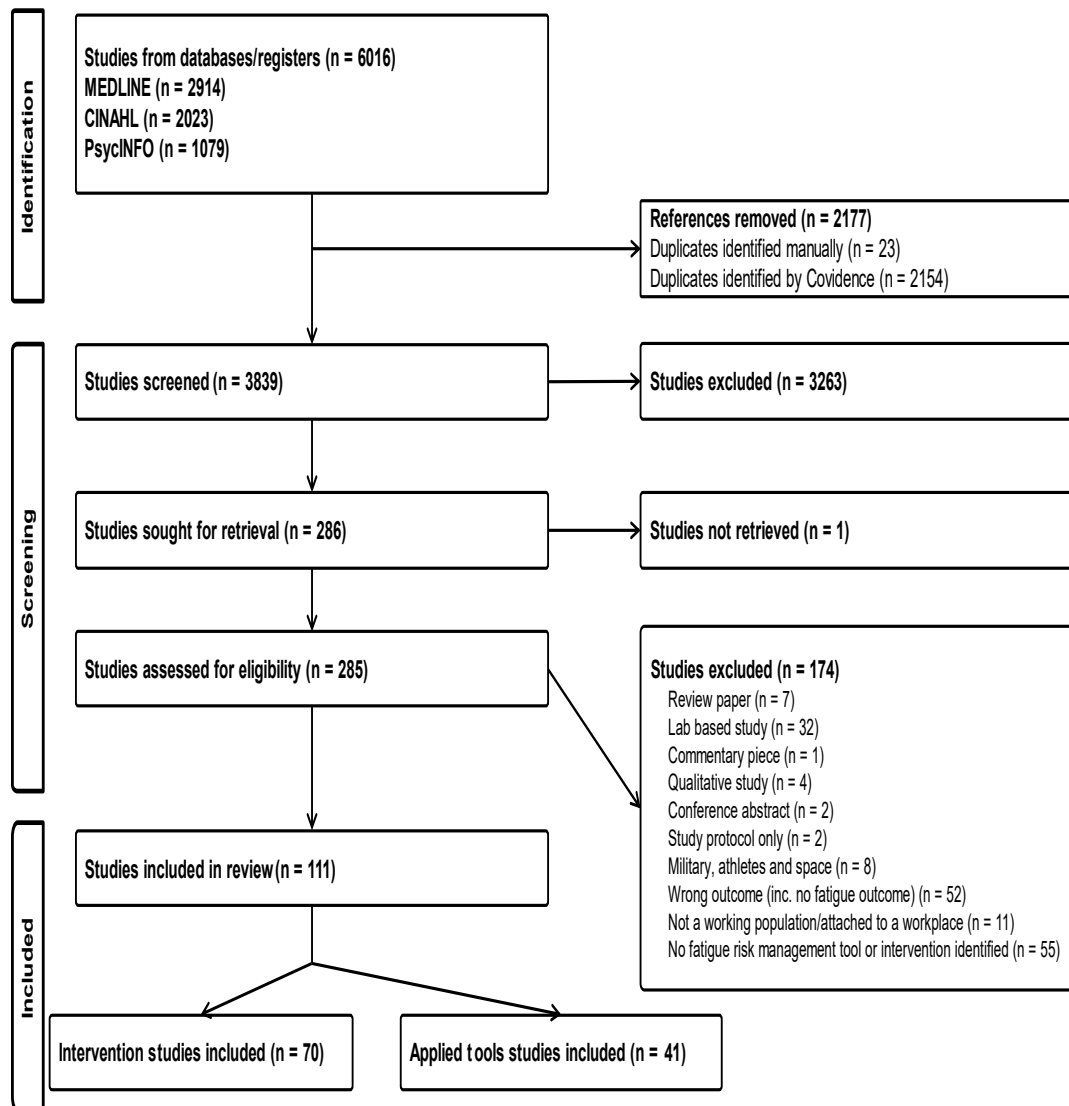 Identification
Studies from databases/registers (n = 6016)
MEDLINE (n = 2914)
CINAHL (n = 2023)
PsycINFO (n = 1079)
References removed (n = 2177)
Duplicates identified manually (n = 23)
Duplicates identified by Covidence (n = 2154)
Screening
Studies screened (n = 3839)
Studies excluded (n = 3263)
Studies sought for retrieval (n = 286)
Studies not retrieved (n = 1)
Studies assessed for eligibility (n = 285)
Studies excluded (n = 174)
Review paper (n = 7)
Lab based study (n = 32)
Commentary piece (n = 1)
Qualitative study (n = 4)
Conference abstract (n = 2)
Study protocol only (n = 2)
Military, athletes and space (n = 8)
Wrong outcome (inc. no fatigue outcome) (n = 52)
Not a working population/attached to a workplace (n = 11)
No fatigue risk management tool or intervention identified (n = 55)
Included
Studies included in review (n = 111)
Intervention studies included (n = 70)
Applied tools studies included (n = 41)